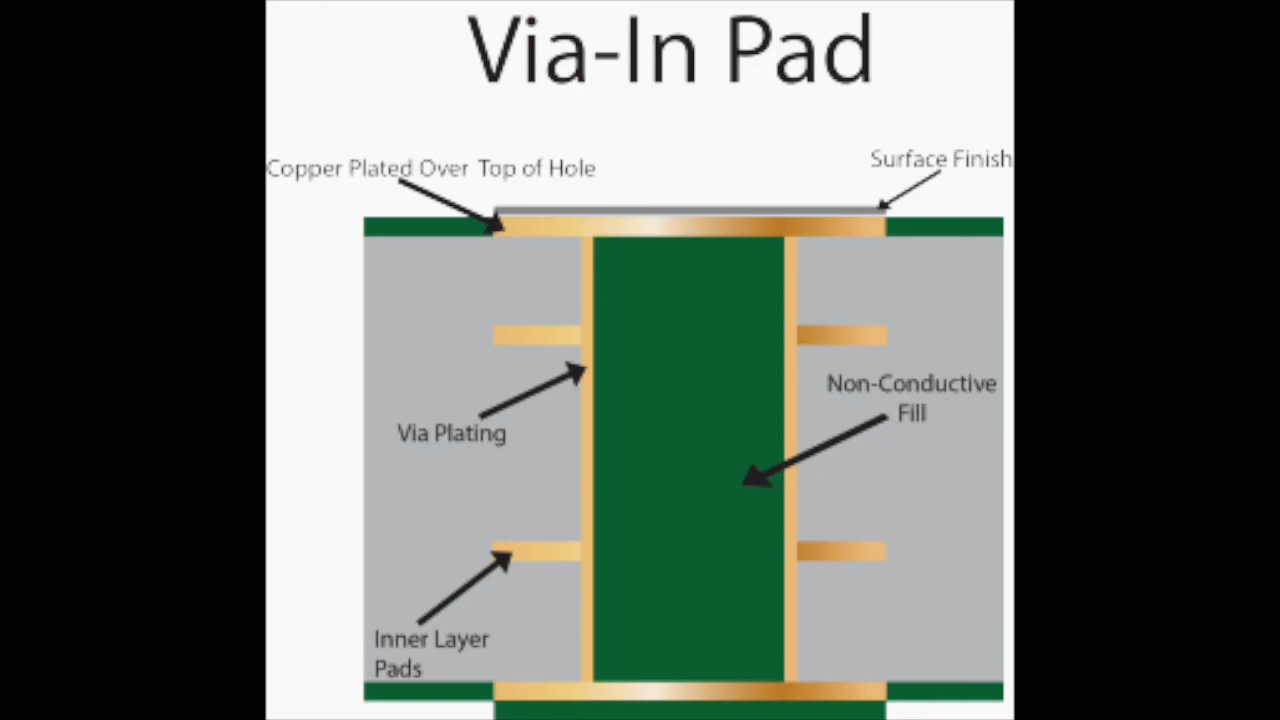 Via-In Pad
Copper Plated Over Top of Hole
Surface Finish
Non-Conductive
Fill
Via Plating
Inner Layer
Pads